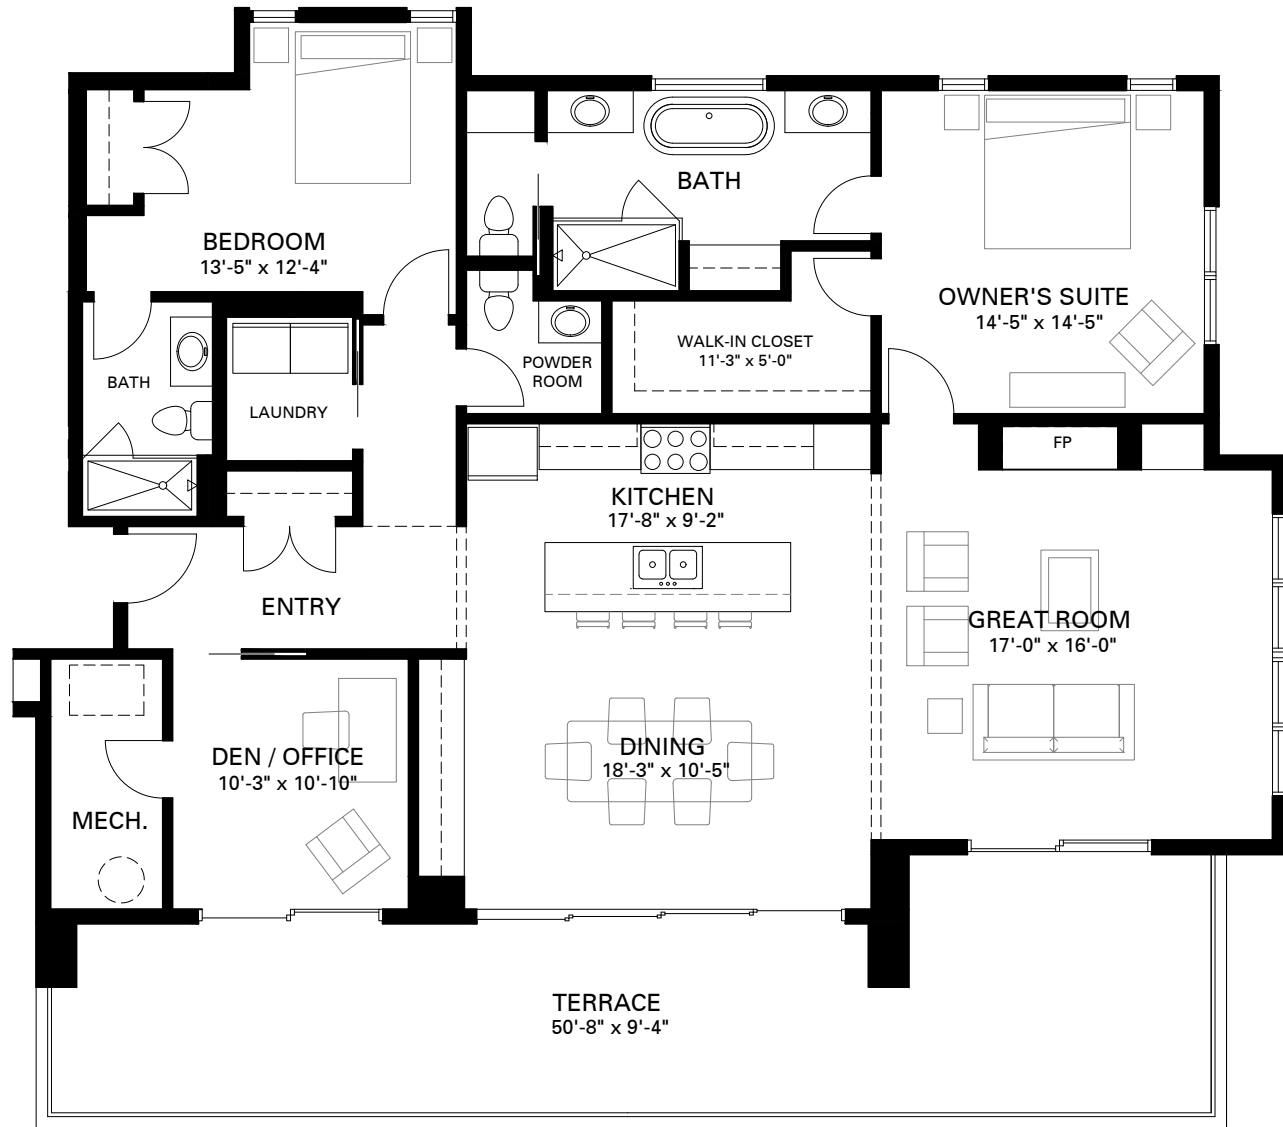 BATH
BEDROOM
13'-5" x 12'-4"
OWNER'S SUITE
14'-5" x 14'-5"
WALK-IN CLOSET
11'-3" x 5'-0"
POWDER
ROOM
BATH
LAUNDRY
FP
KITCHEN
17'-8" x 9'-2"
ENTRY
GREAT ROOM
17'-0" x 16'-0"
DEN / OFFICE
10'-3" x 10'-10"
DINING
18'-3" x 10'-5"
MECH.
TERRACE
50'-8" x 9'-4"